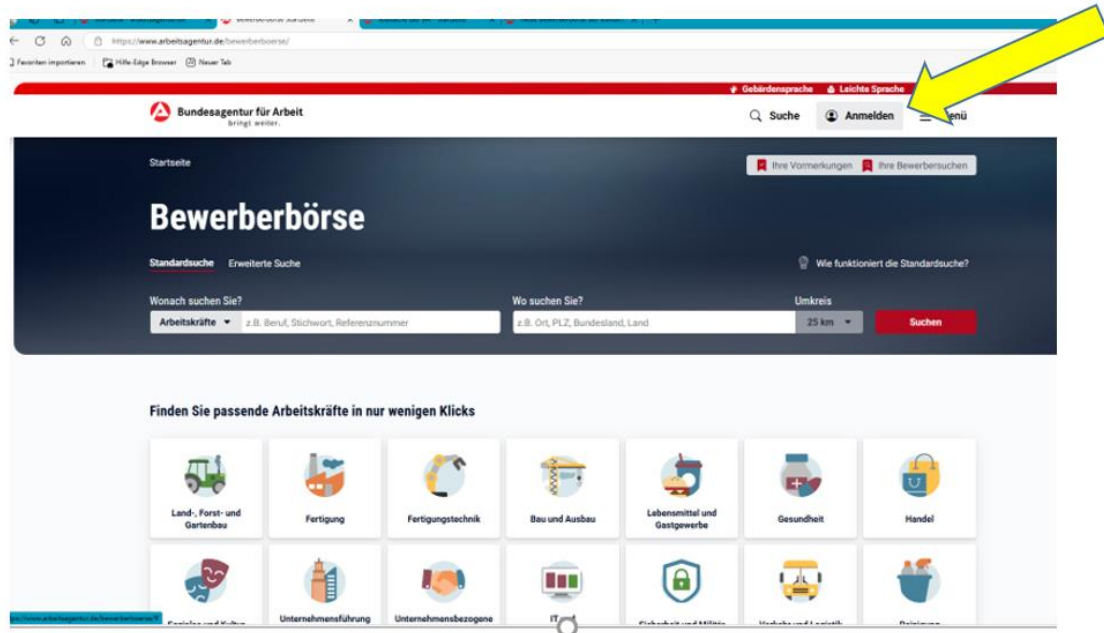 https://www.arbeitsagentur.de/bewerberboerse/
Favoriten importieren Hilfe-Edge Browser Neuer Tab
Gebärdensprache Leichte Sprache
Bundesagentur für Arbeit
bringt weiter.
Suche Anmelden
Startseite
Ihre Vormerkungen Ihre Bewerbersuchen
Bewerberbörse
Standardsuche Erweiterte Suche
Wie funktioniert die Standardsuche?
Wonach suchen Sie? Wo suchen Sie? Umkreis
Arbeitskräfte z.B. Beruf, Stichwort, Referenznummer z.B. Ort, PLZ, Bundesland, Land 25 km Suchen
Finden Sie passende Arbeitskräfte in nur wenigen Klicks
Land-, Forst- und
Gartenbau
Fertigung
Fertigungstechnik
Bau und Ausbau
Lebensmittel und
Gastgewerbe
Gesundheit
Handel
Unternehmensführung
Unternehmensbezogene
IT